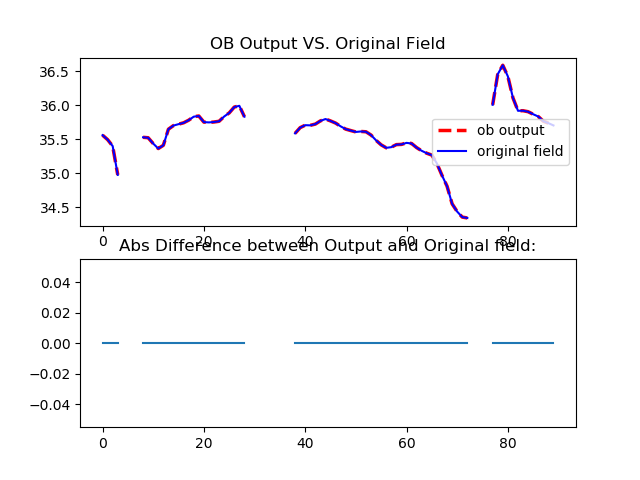 OB Output VS. Original Field
36.5
36.0
35.5
35.0
34.5
ob output
original field
0 20 40 60 80
Abs Difference between Output and Original field:
0.04
0.02
0.00
−0.02
−0.04
0 20 40 60 80